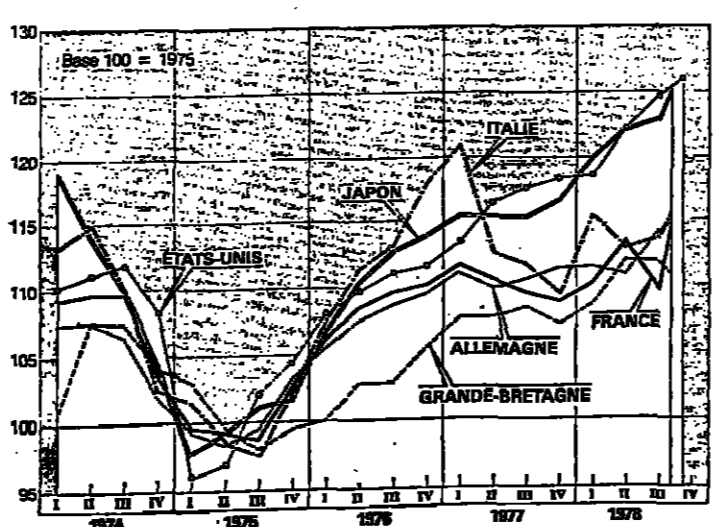 130
Base 100 = 1975
125
ITALIE
120
JAPON
115
ÉTATS-UNIS
110
FRANCE
ALLEMAGNE
105
GRANDE-BRETAGNE
100
95
I II III IV I II III IV I II III IV I II III IV I II III IV
1974 1975 1976 1977 1978